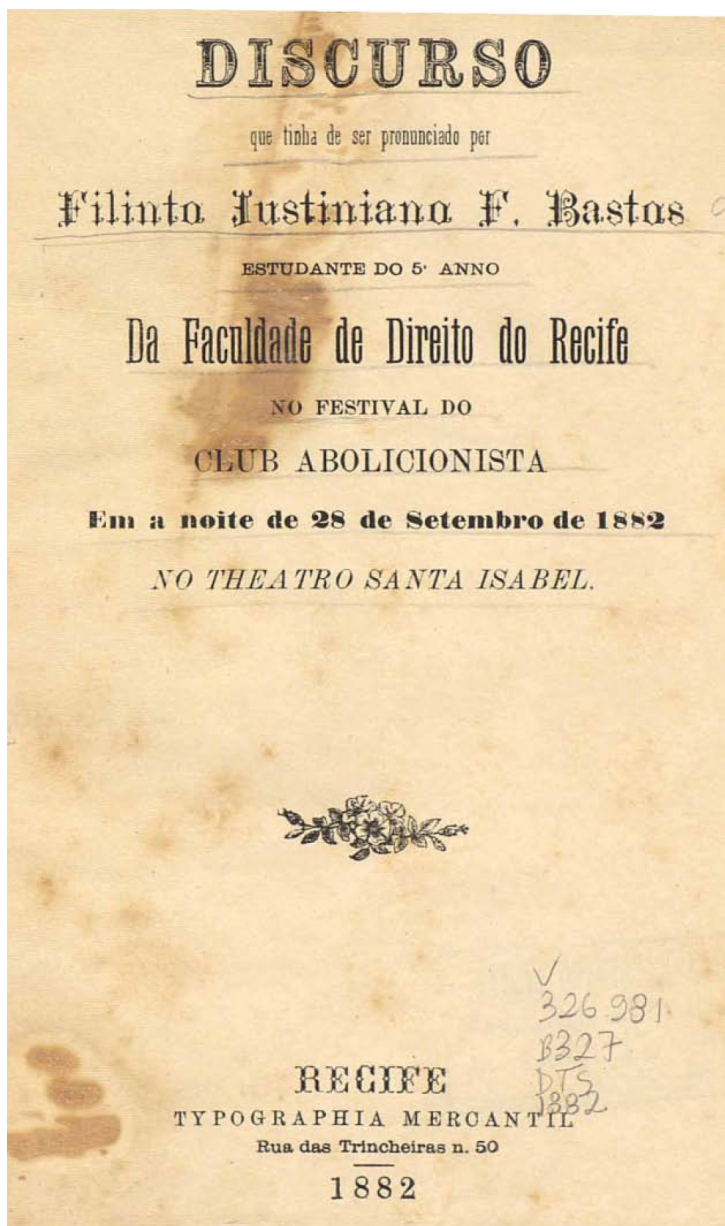 DISCURSO
que tinha de ser pronunciado por
Filinto Justiniano F. Bastos
ESTUDANTE DO 5º ANNO
Da Faculdade de Direito do Recife
NO FESTIVAL DO
CLUB ABOLICIONISTA
Em a noite de 28 de Setembro de 1882
NO THEATRO SANTA ISABEL.
V
326.981
B327
DTS
1882
RECIFE
TYPOGRAPHIA MERCANTIL
Rua das Trincheiras n. 50
1882